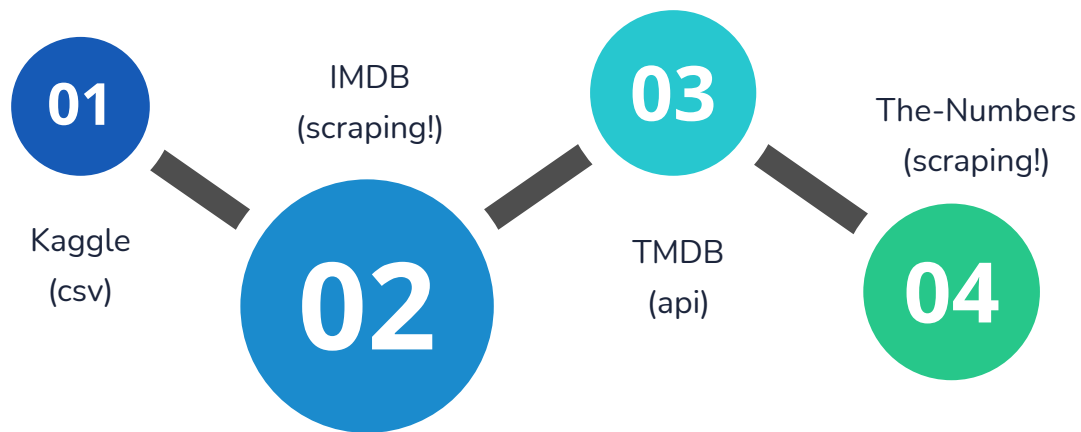 01
Kaggle
(csv)
IMDB
(scraping!)
02
03
TMDB
(api)
The-Numbers
(scraping!)
04